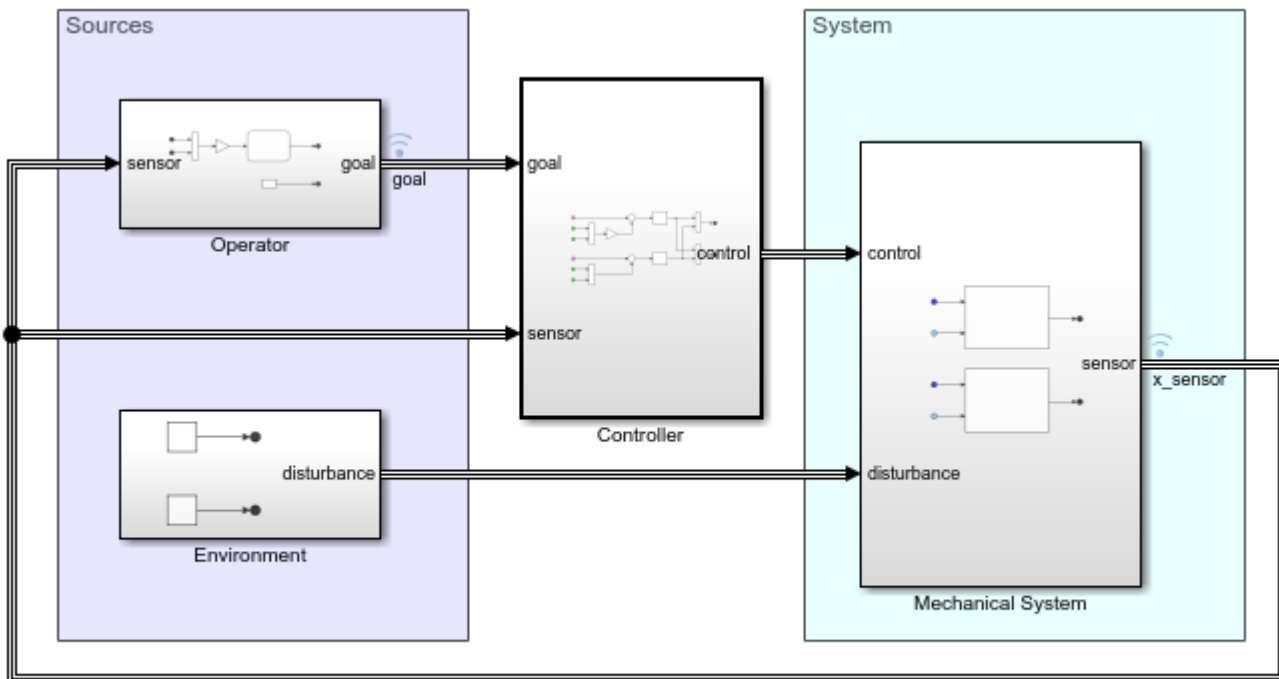 Sources
sensor
goal
goal
Operator
goal
sensor
control
Controller
disturbance
Environment
System
control
disturbance
sensor
x_sensor
Mechanical System